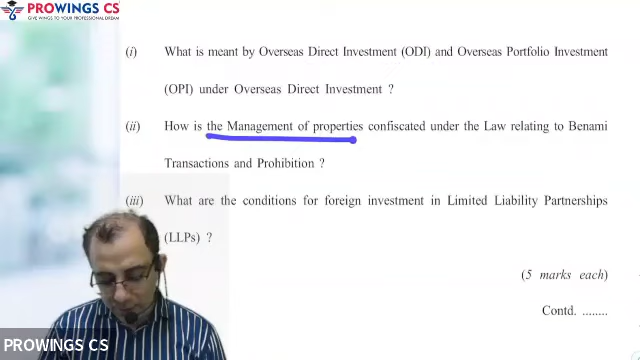 PROWINGS CS
GIVE WINGS TO YOUR PROFESSIONAL DREAM
(i) What is meant by Overseas Direct Investment (ODI) and Overseas Portfolio Investment
(OPI) under Overseas Direct Investment ?
(ii) How is the Management of properties confiscated under the Law relating to Benami
Transactions and Prohibition ?
(iii) What are the conditions for foreign investment in Limited Liability Partnerships
(LLPs) ?
(5 marks each)
Contd. ........
PROWINGS CS